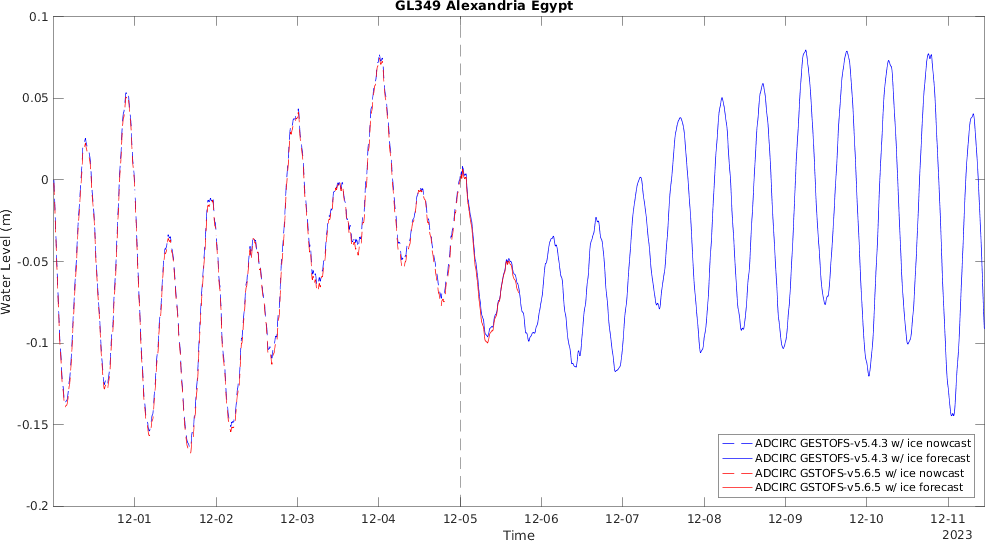 GL349 Alexandria Egypt
0.1
0.05
0
-0.05
-0.1
-0.15
-0.2
Water Level (m)
12-01 12-02 12-03 12-04 12-05 12-06 12-07 12-08 12-09 12-10 12-11
Time
2023
ADCIRC GESTOFS-v5.4.3 w/ ice nowcast
ADCIRC GESTOFS-v5.4.3 w/ ice forecast
ADCIRC GSTOFS-v5.6.5 w/ ice nowcast
ADCIRC GSTOFS-v5.6.5 w/ ice forecast